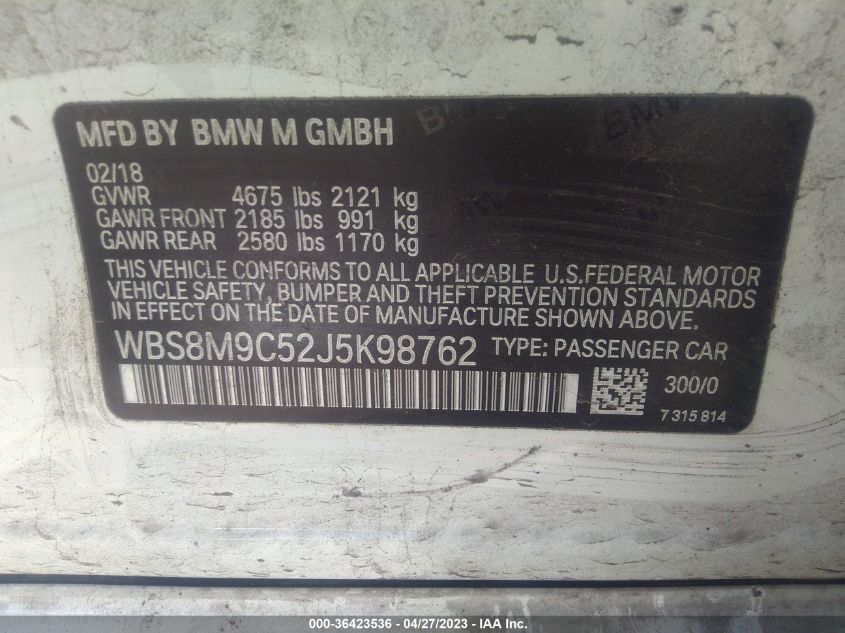 MFD BY BMW M GMBH
02/18
GVWR 4675 lbs 2121 kg
GAWR FRONT 2185 lbs 991 kg
GAWR REAR 2580 lbs 1170 kg
THIS VEHICLE CONFORMS TO ALL APPLICABLE U.S.FEDERAL MOTOR
VEHICLE SAFETY, BUMPER AND THEFT PREVENTION STANDARDS
IN EFFECT ON THE DATE OF MANUFACTURE SHOWN ABOVE.
WBS8M9C52J5K98762 TYPE: PASSENGER CAR
300/0
7 315 814
000-36423536 - 04/27/2023 - IAA Inc.